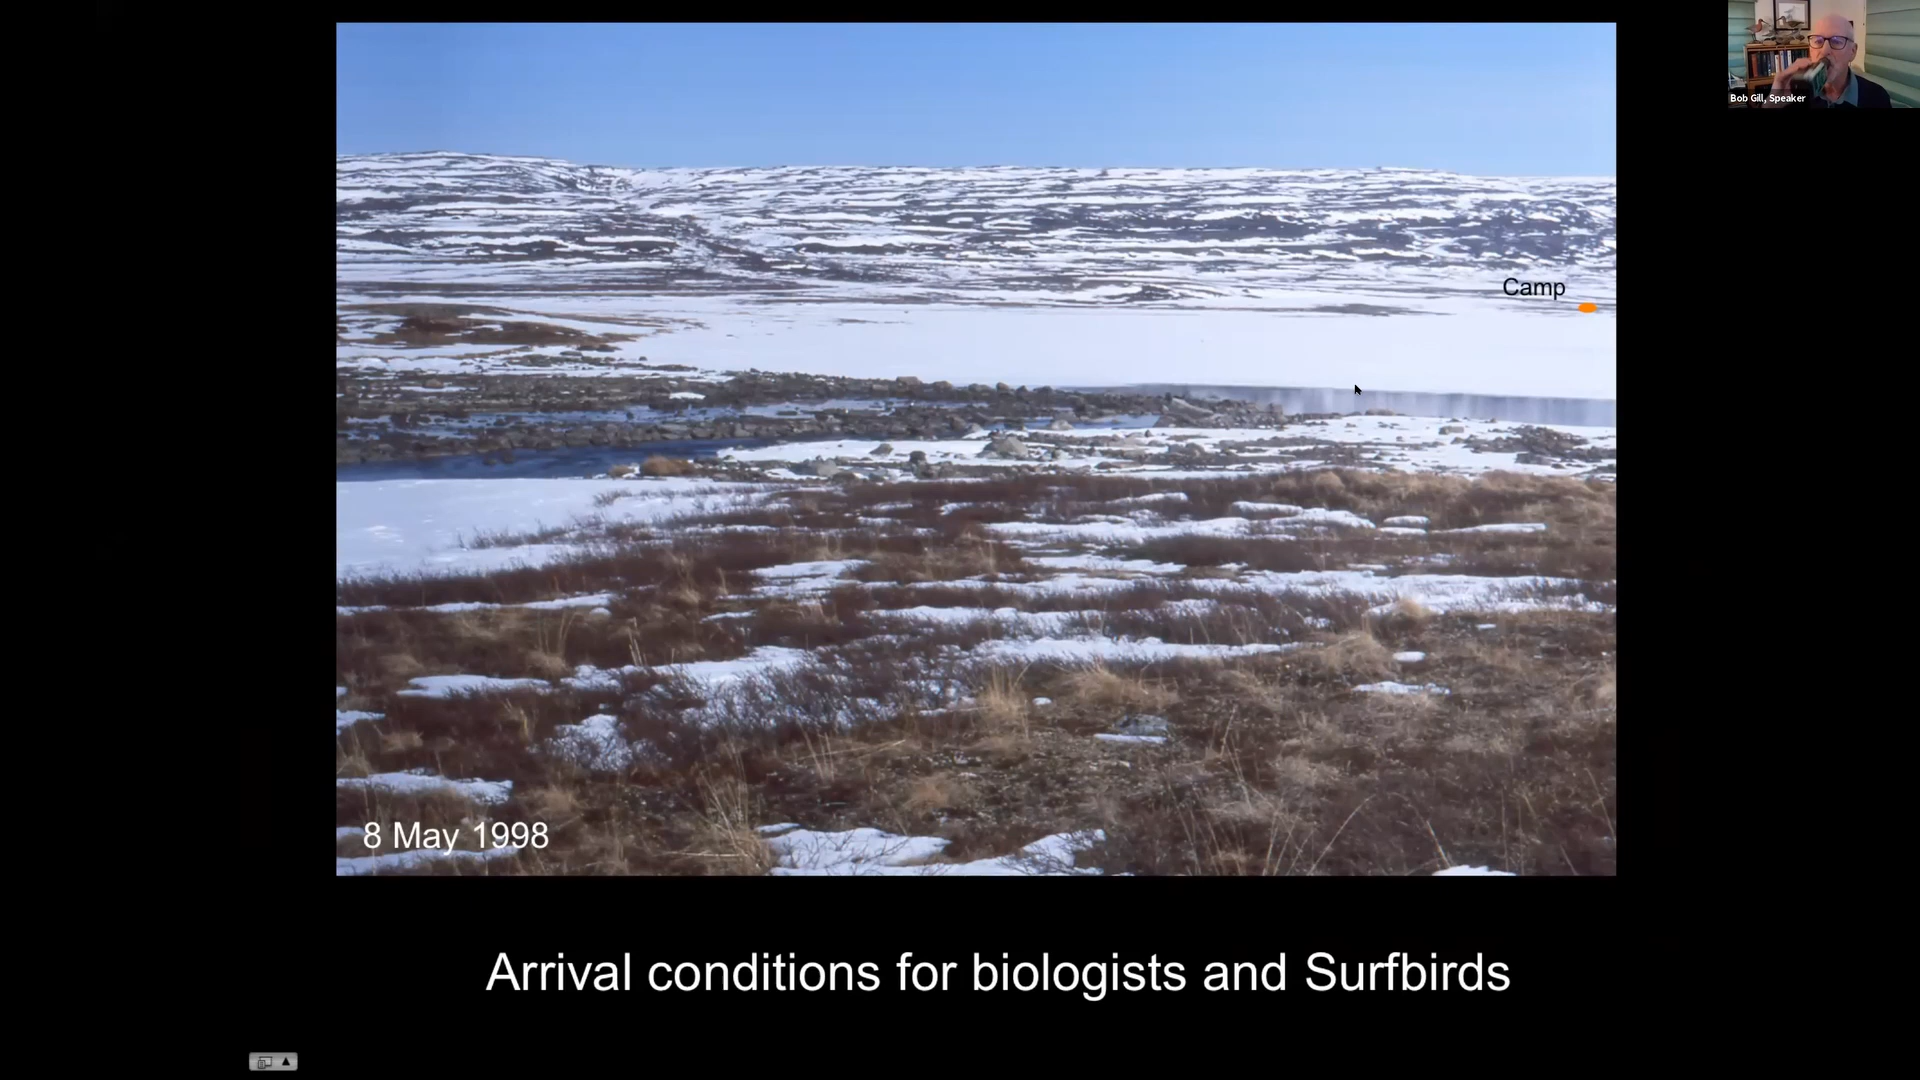 Bob Gill, Speaker
Camp
8 May 1998
Arrival conditions for biologists and Surfbirds